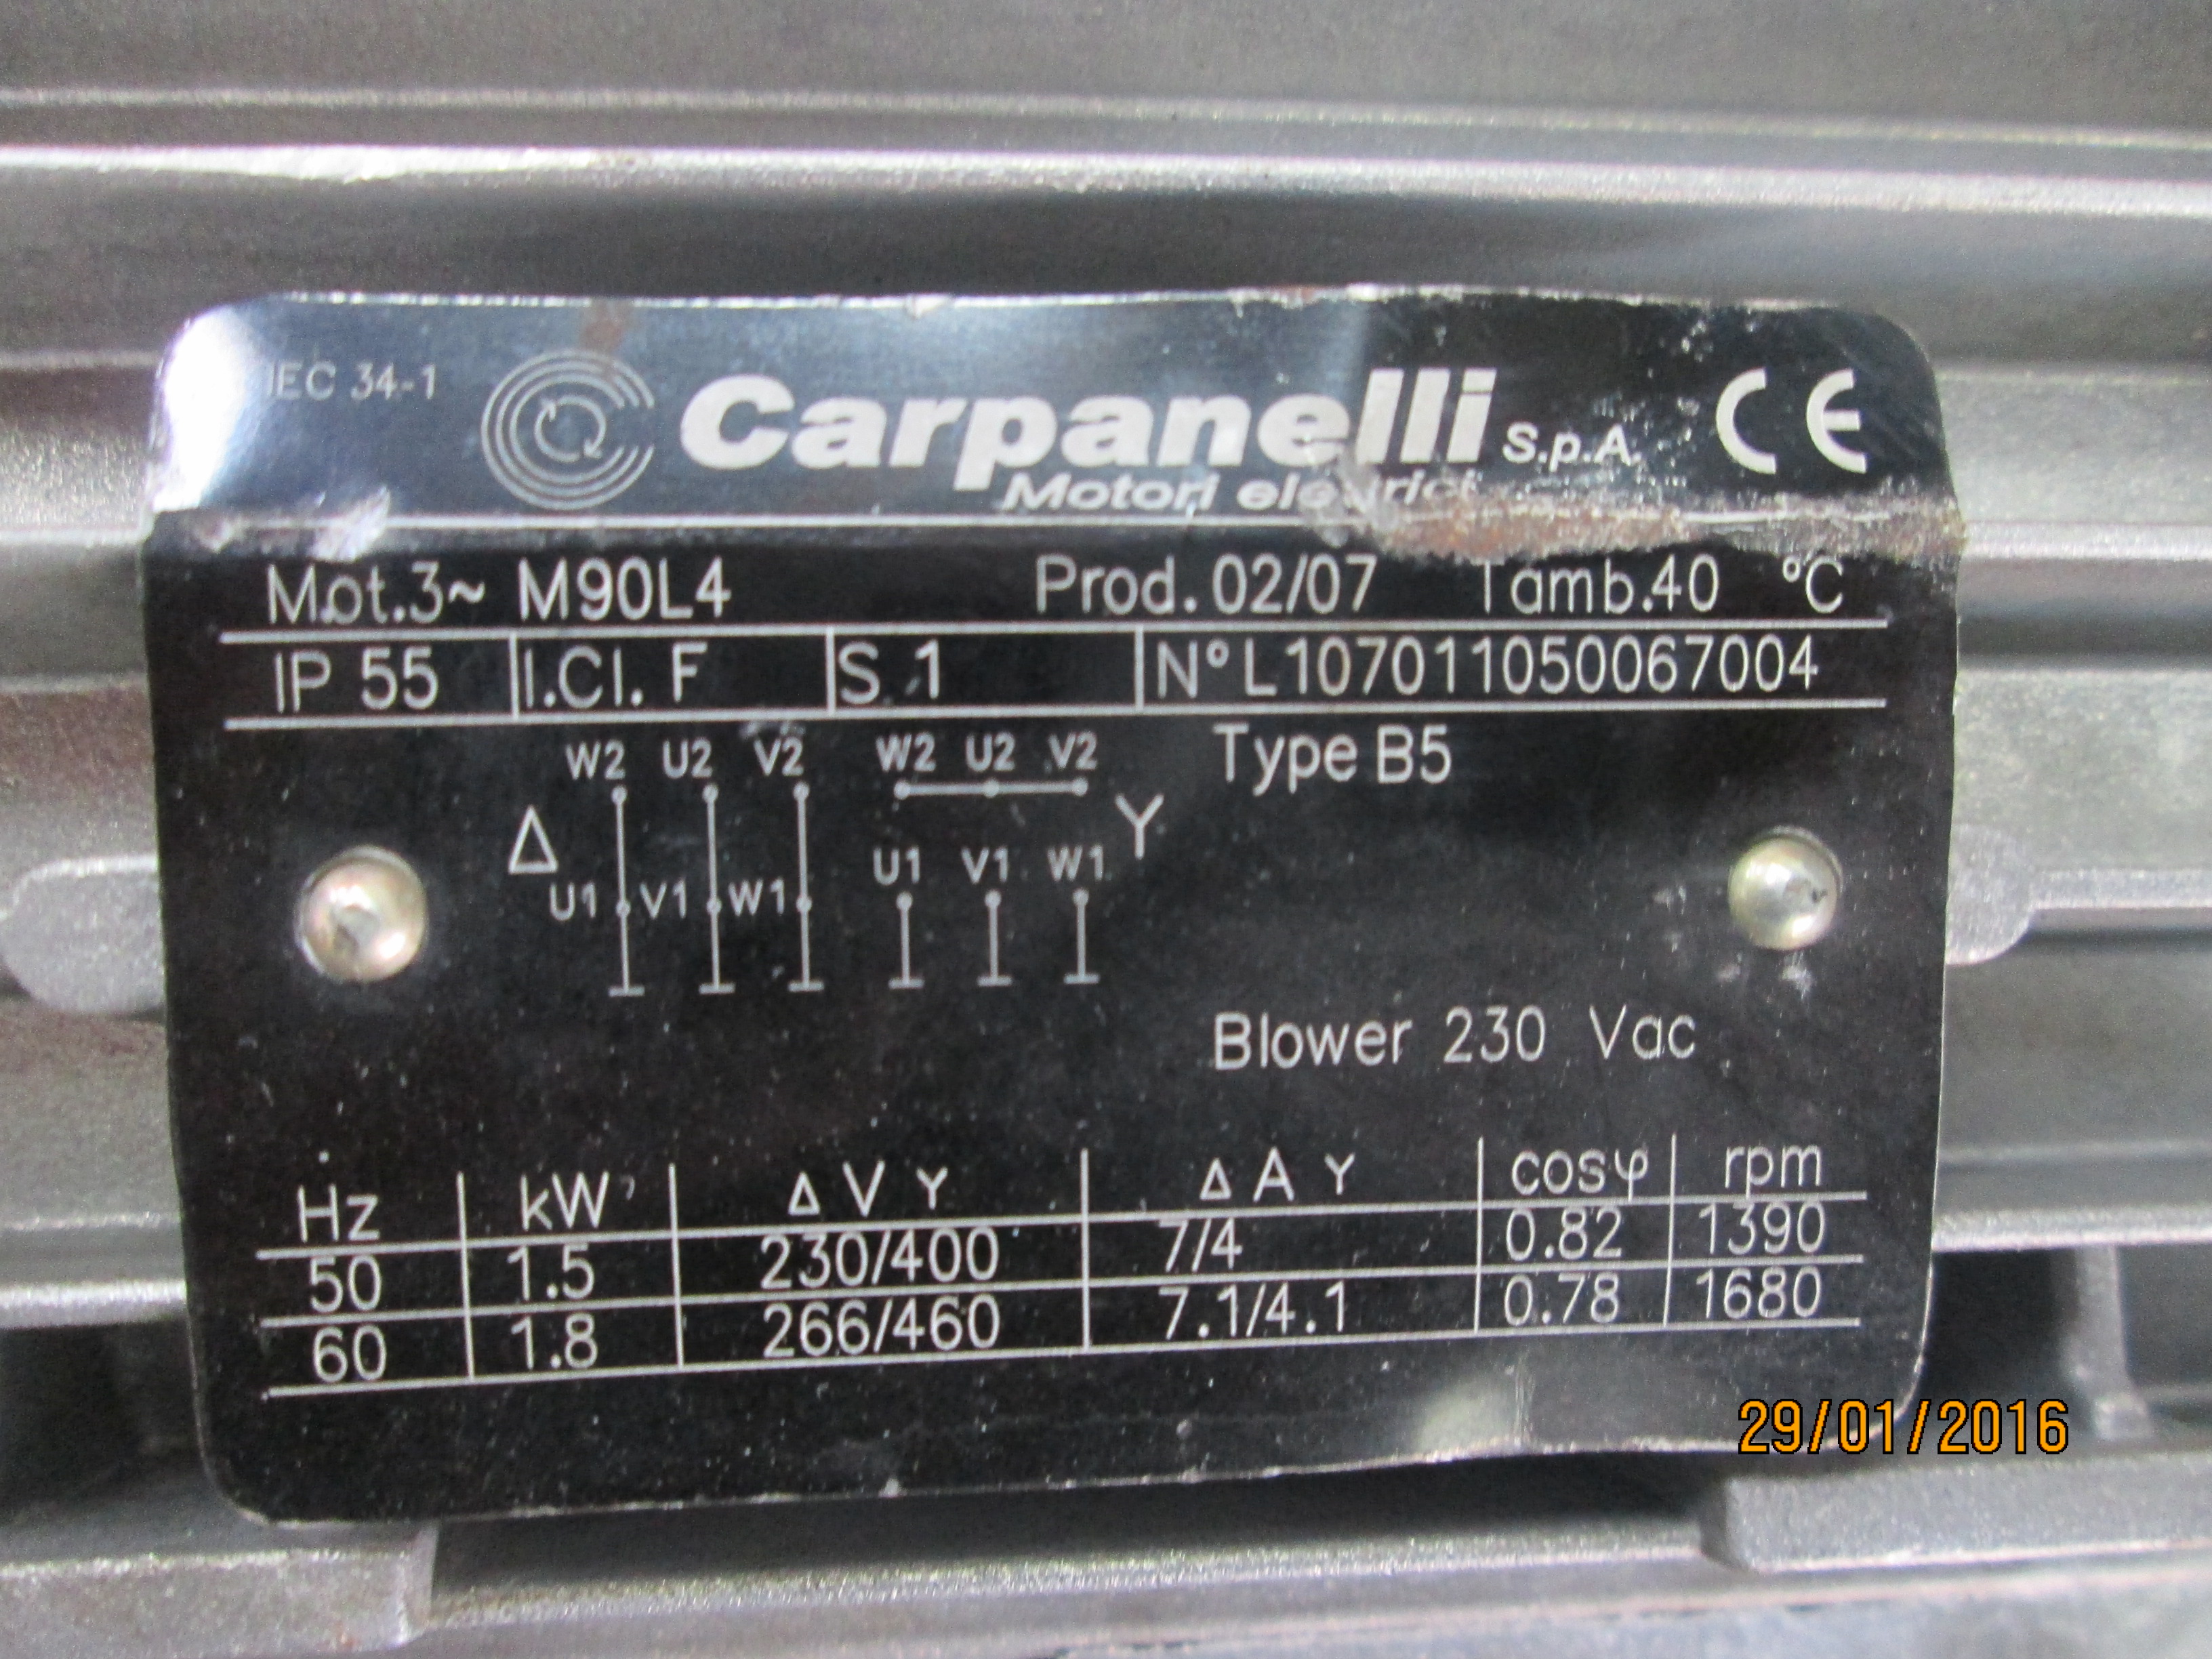 IEC 34-1
Carpanelli S.p.A. CE
Motori elettrici
Mot.3~ M90L4 Prod.02/07 Tamb.40 °C
IP 55 I.Cl. F S.1 N°L107011050067004
W2 U2 V2 W2 U2 V2 Type B5
Δ Y
U1 V1 W1
U1 V1 W1
Blower 230 Vac
Hz kW Δ V Y Δ A Y cosφ rpm
50 1.5 230/400 7/4 0.82 1390
60 1.8 266/460 7.1/4.1 0.78 1680
29/01/2016